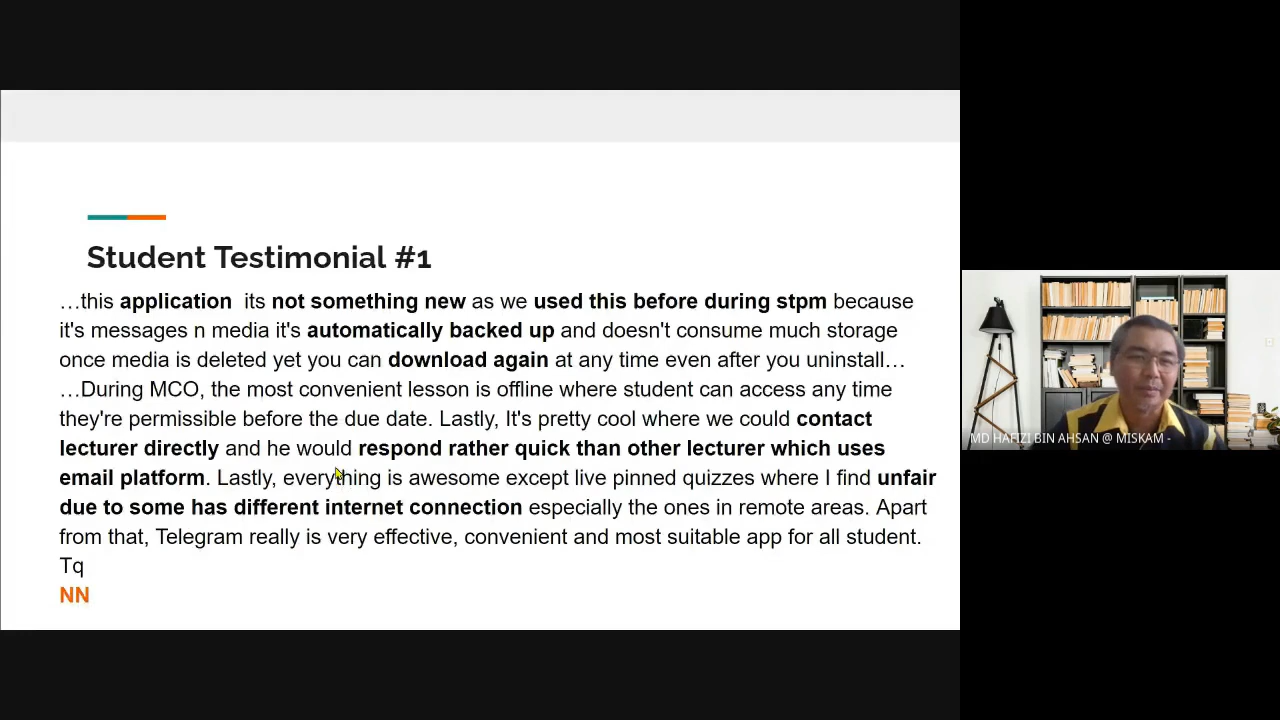 Student Testimonial #1
…this application its not something new as we used this before during stpm because
it's messages n media it's automatically backed up and doesn't consume much storage
once media is deleted yet you can download again at any time even after you uninstall…
…During MCO, the most convenient lesson is offline where student can access any time
they're permissible before the due date. Lastly, It's pretty cool where we could contact
lecturer directly and he would respond rather quick than other lecturer which uses
email platform. Lastly, everything is awesome except live pinned quizzes where I find unfair
due to some has different internet connection especially the ones in remote areas. Apart
from that, Telegram really is very effective, convenient and most suitable app for all student.
Tq
NN
MD HAFIZI BIN AHSAN @ MISKAM -